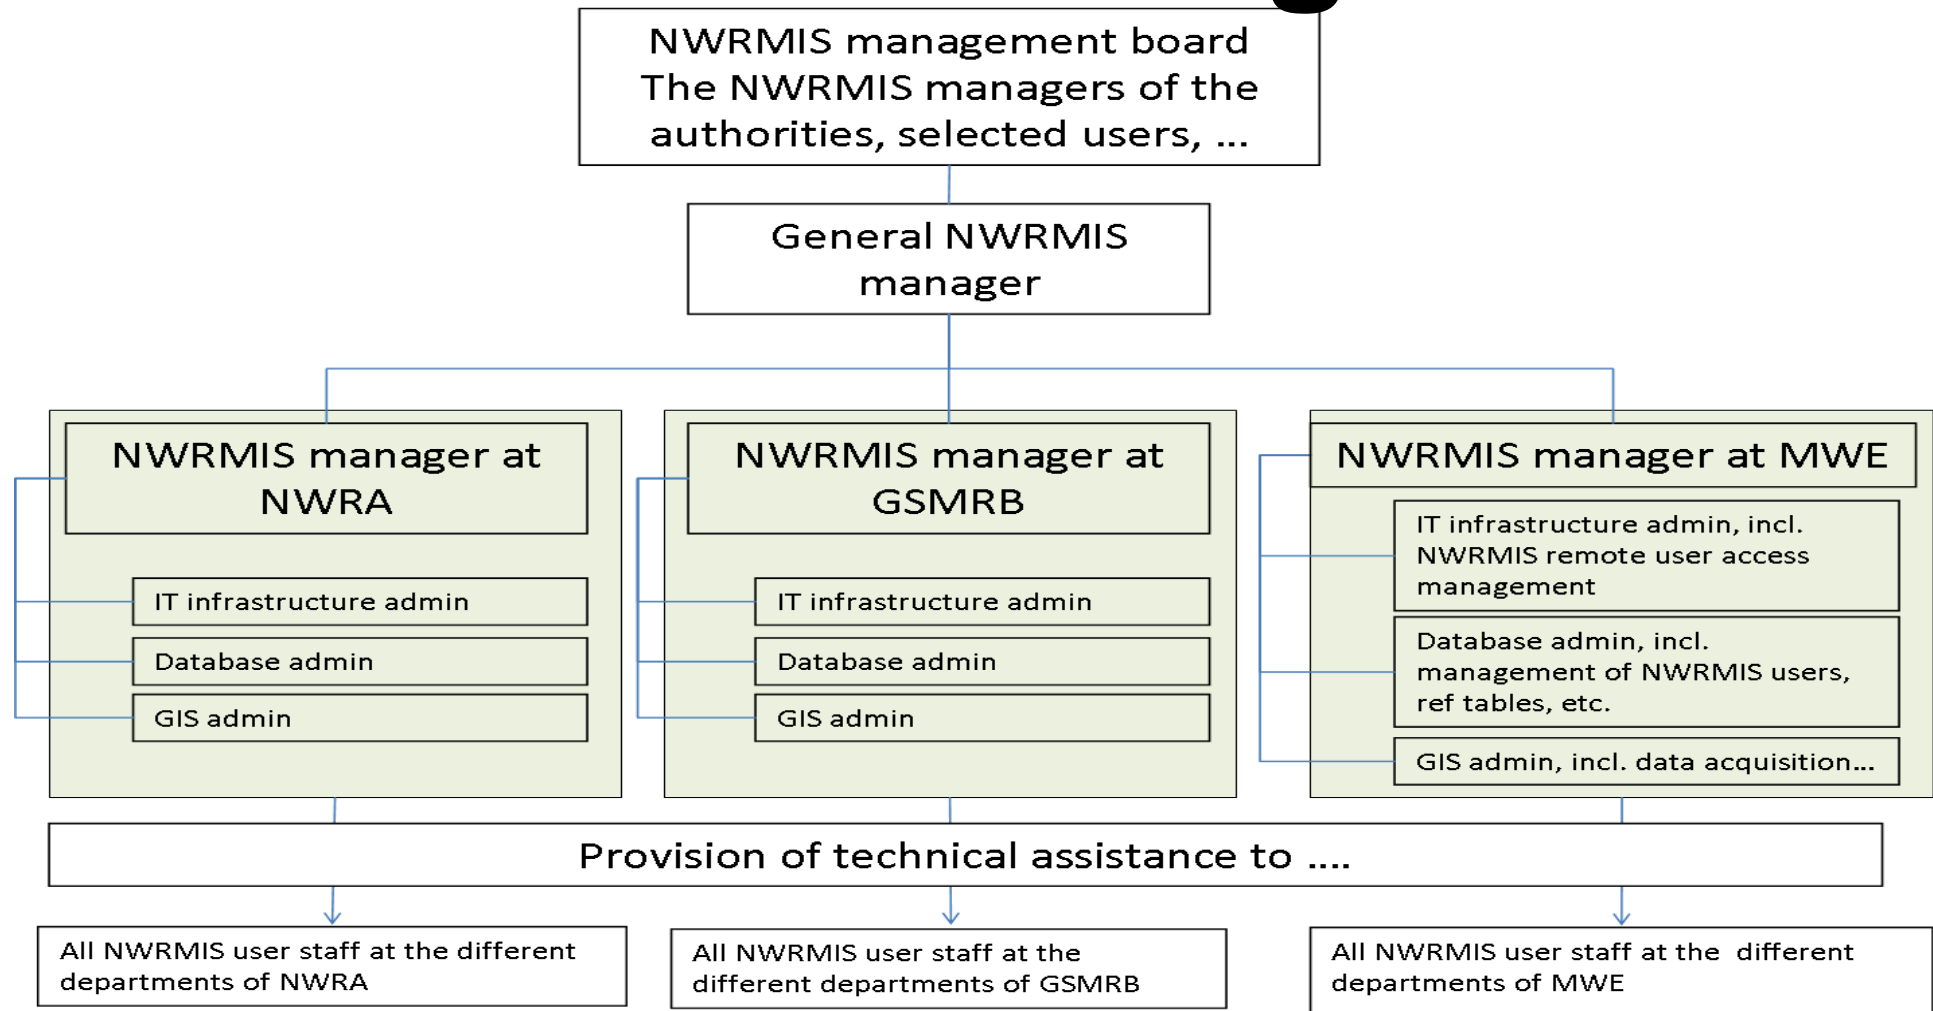 NWRMIS management board
The NWRMIS managers of the
authorities, selected users, ...
General NWRMIS
manager
NWRMIS manager at
NWRA
IT infrastructure admin
Database admin
GIS admin
NWRMIS manager at
GSMRB
IT infrastructure admin
Database admin
GIS admin
NWRMIS manager at MWE
IT infrastructure admin, incl.
NWRMIS remote user access
management
Database admin, incl.
management of NWRMIS users,
ref tables, etc.
GIS admin, incl. data acquisition...
Provision of technical assistance to ....
All NWRMIS user staff at the different
departments of NWRA
All NWRMIS user staff at the
different departments of GSMRB
All NWRMIS user staff at the  different
departments of MWE